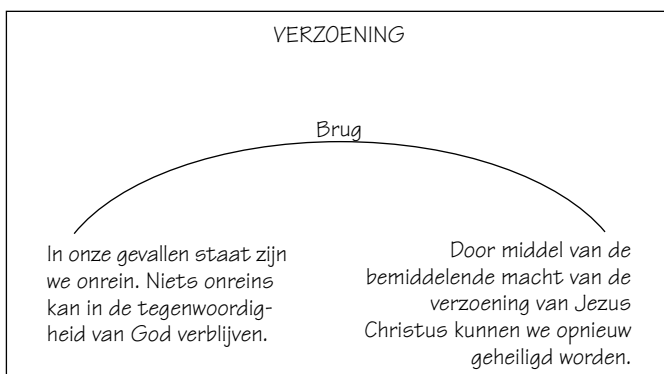 VERZOENING
Brug
In onze gevallen staat zijn
we onrein. Niets onreins
kan in de tegenwoordig-
heid van God verblijven.
Door middel van de
bemiddelende macht van de
verzoening van Jezus
Christus kunnen we opnieuw
geheiligd worden.